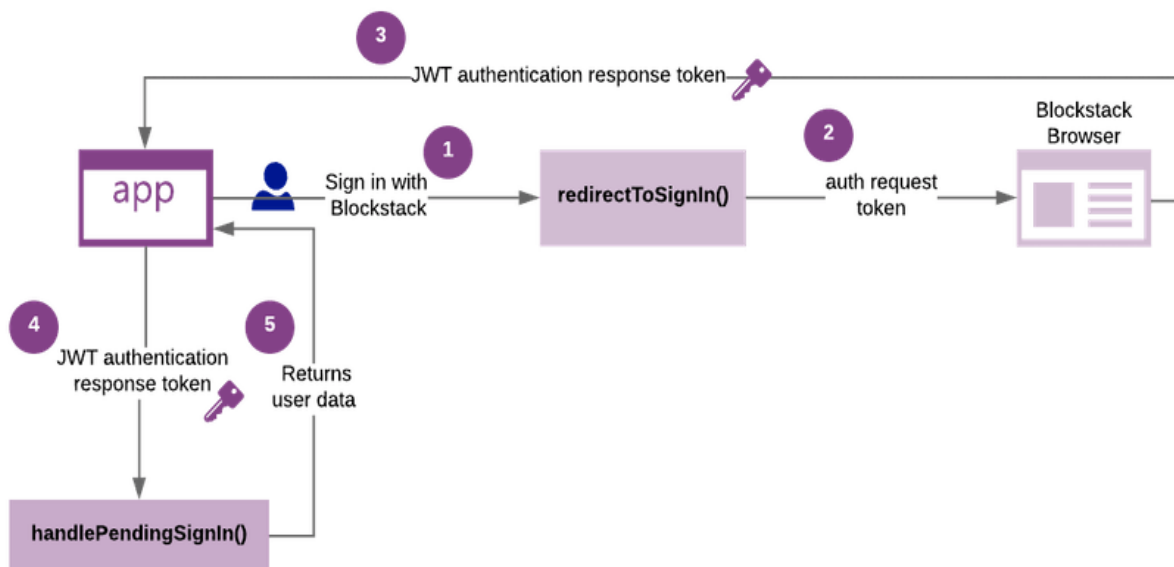 3
JWT authentication response token
Blockstack
Browser
1
2
app
Sign in with
Blockstack
redirectToSignIn()
auth request
token
4
5
JWT authentication
response token
Returns
user data
handlePendingSignIn()